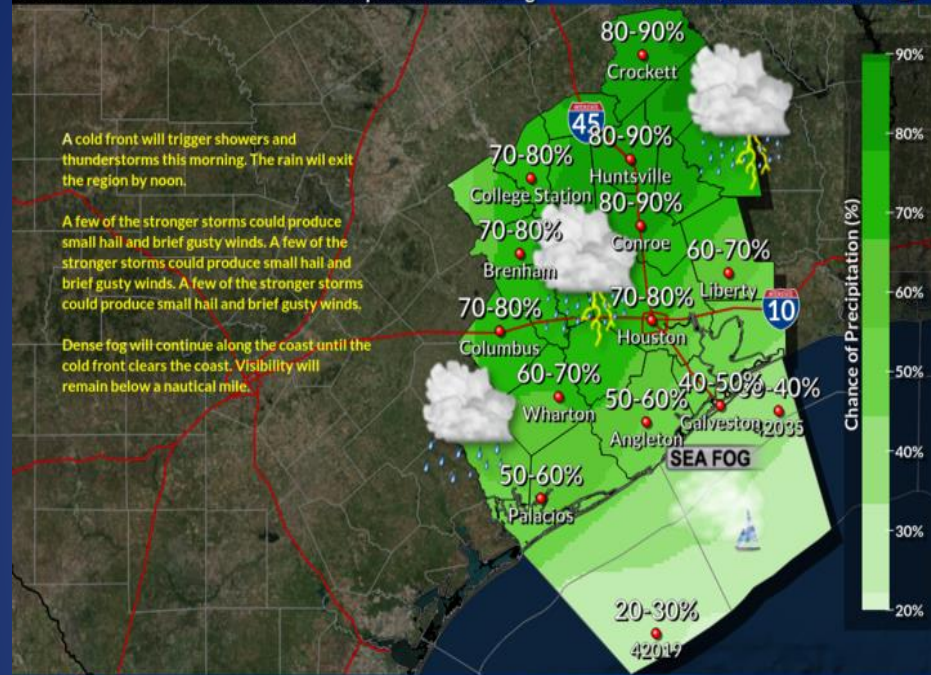 A cold front will trigger showers and
thunderstorms this morning. The rain wil exit
the region by noon.
A few of the stronger storms could produce
small hail and brief gusty winds. A few of the
stronger storms could produce small hail and
brief gusty winds. A few of the stronger storms
could produce small hail and brief gusty winds.
Dense fog will continue along the coast until the
cold front clears the coast. Visibility will
remain below a nautical mile.
80-90%
Crockett
45
80-90%
Huntsville
70-80%
College Station
80-90%
Conroe
70-80%
Brenham
60-70%
Liberty
10
70-80%
Houston
70-80%
Columbus
60-70%
Wharton
50-60%
Angleton
40-50%
Galveston
30-40%
42035
SEA FOG
50-60%
Palacios
20-30%
42019
Chance of Precipitation (%)
90%
80%
70%
60%
50%
40%
30%
20%